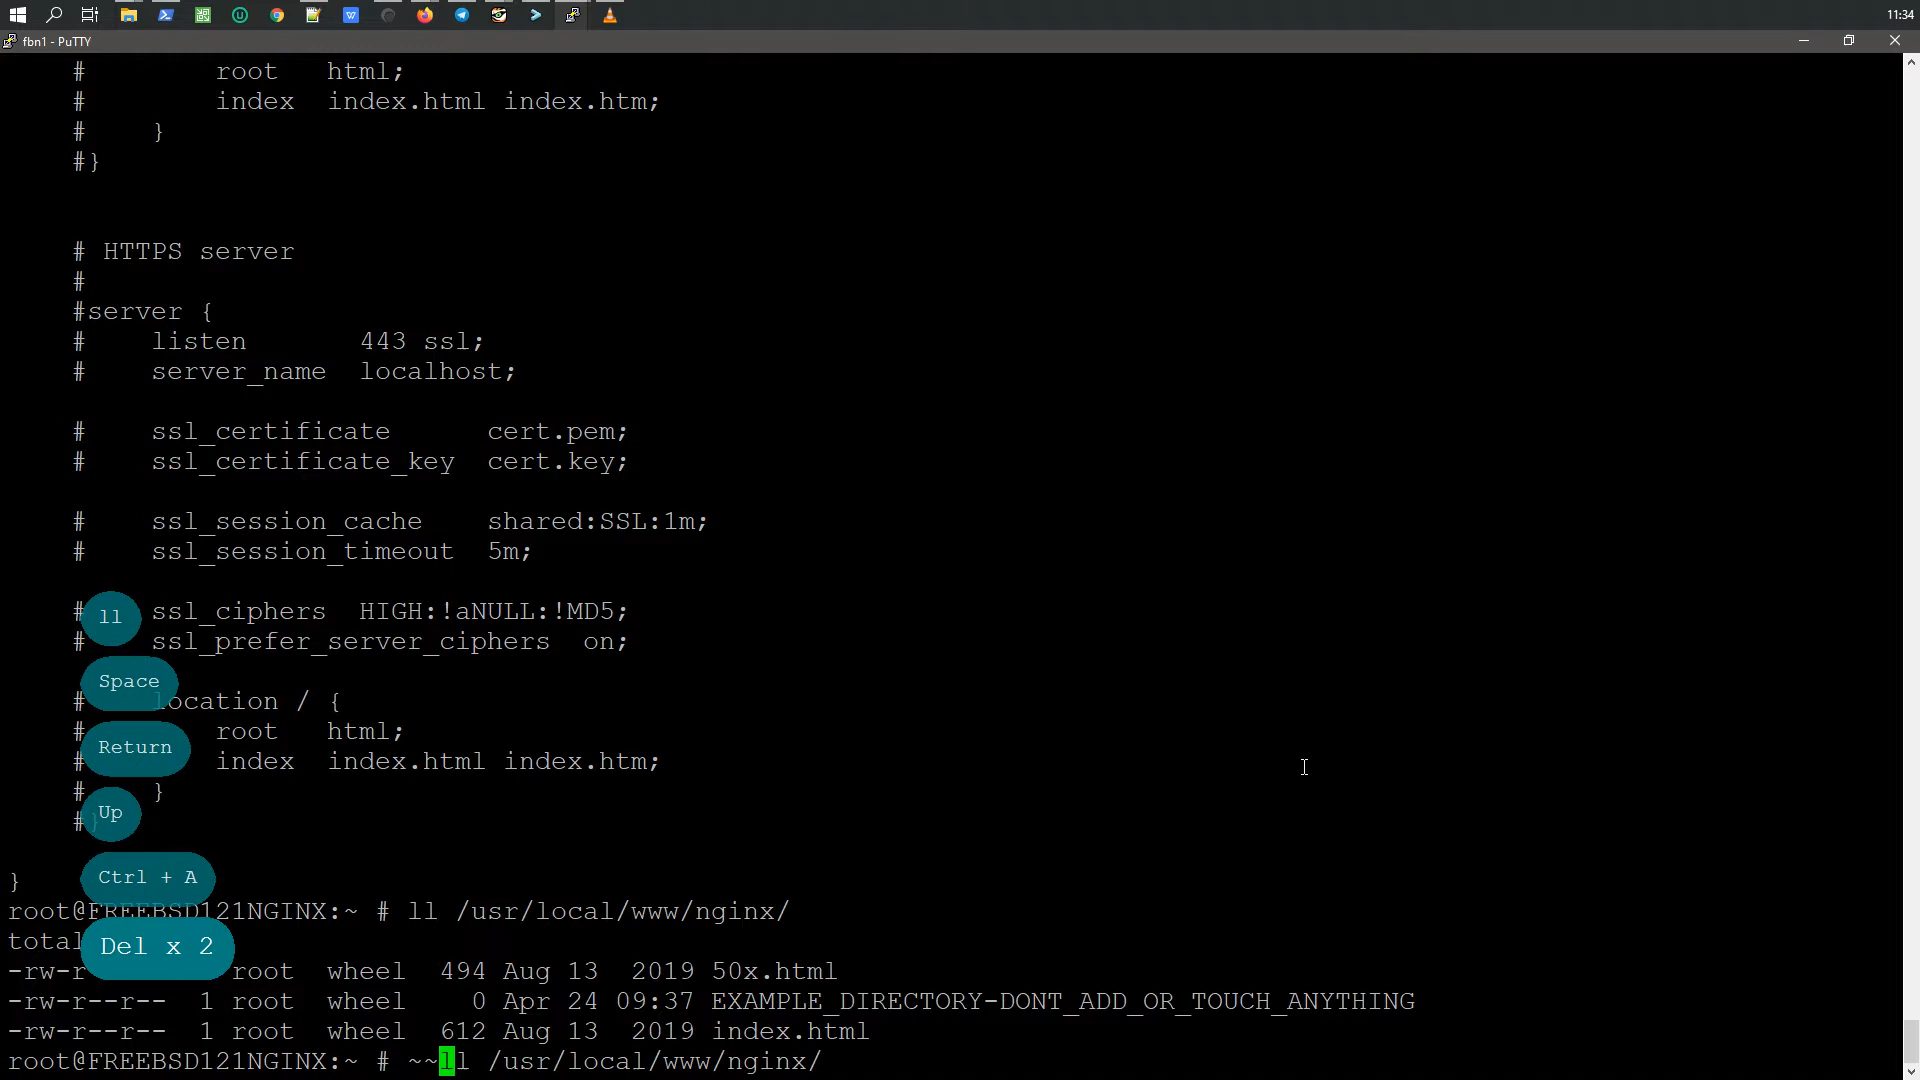 11:34
fbn1 - PuTTY
#        root   html;
#        index  index.html index.htm;
#    }
#}
# HTTPS server
#
#server {
#    listen       443 ssl;
#    server_name  localhost;
#    ssl_certificate      cert.pem;
#    ssl_certificate_key  cert.key;
#    ssl_session_cache    shared:SSL:1m;
#    ssl_session_timeout  5m;
#    ssl_ciphers  HIGH:!aNULL:!MD5;
ll
#    ssl_prefer_server_ciphers  on;
Space
#    location / {
#        root   html;
Return
#        index  index.html index.htm;
#    }
Up
#}
Ctrl + A
}
root@FREEBSD121NGINX:~ # ll /usr/local/www/nginx/
total
Del x 2
-rw-r root  wheel  494 Aug 13  2019 50x.html
-rw-r--r--  1 root  wheel    0 Apr 24 09:37 EXAMPLE_DIRECTORY-DONT_ADD_OR_TOUCH_ANYTHING
-rw-r--r--  1 root  wheel  612 Aug 13  2019 index.html
root@FREEBSD121NGINX:~ # ~~ll /usr/local/www/nginx/